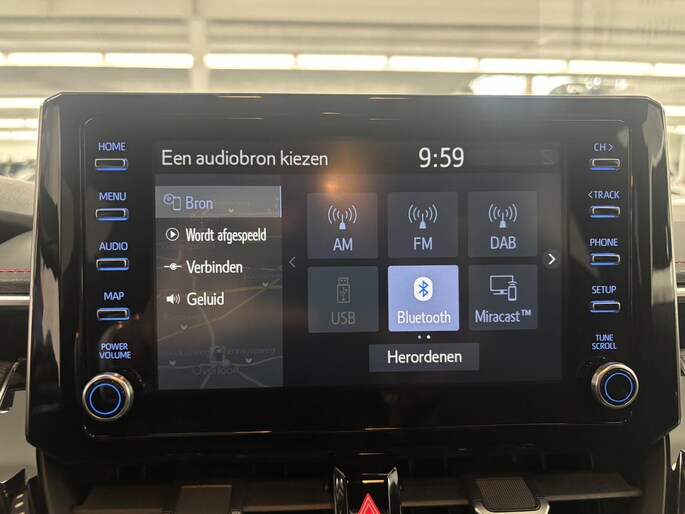 HOME
MENU
AUDIO
MAP
POWER
VOLUME
Een audiobron kiezen
9:59
Bron
Wordt afgespeeld
Verbinden
Geluid
Overloon
AM
FM
DAB
USB
Bluetooth
Miracast™
Herordenen
CH >
< TRACK
PHONE
SETUP
TUNE
SCROLL